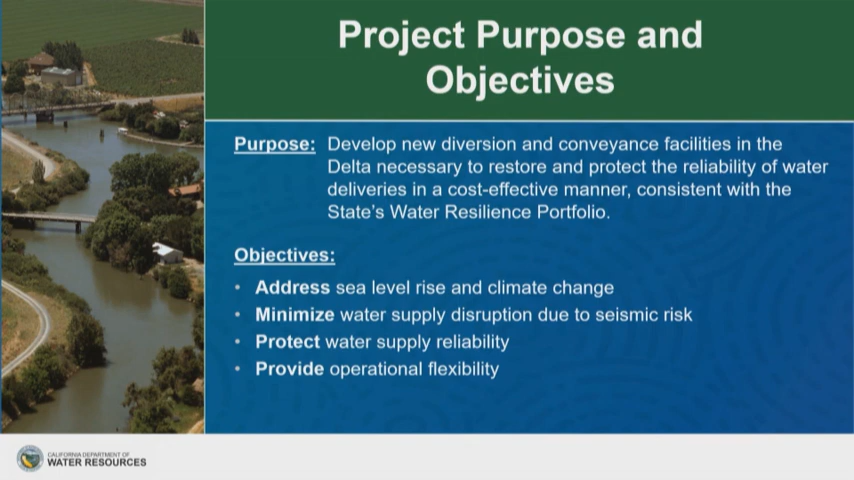 Project Purpose and
Objectives
Purpose: Develop new diversion and conveyance facilities in the
Delta necessary to restore and protect the reliability of water
deliveries in a cost-effective manner, consistent with the
State's Water Resilience Portfolio.
Objectives:
• Address sea level rise and climate change
• Minimize water supply disruption due to seismic risk
• Protect water supply reliability
• Provide operational flexibility
CALIFORNIA DEPARTMENT OF
WATER RESOURCES